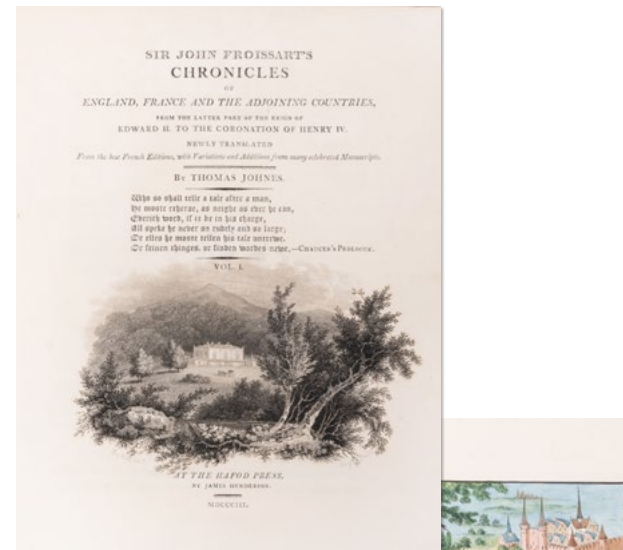 SIR JOHN FROISSART'S
CHRONICLES
OF
ENGLAND, FRANCE AND THE ADJOINING COUNTRIES,
FROM THE LATTER PART OF THE REIGN OF
EDWARD II. TO THE CORONATION OF HENRY IV.
NEWLY TRANSLATED
From the best French Editions, with Variations and Additions from many celebrated Manuscripts.
BY THOMAS JOHNES.
Who so shall telle a tale after a man,
He moste reherse, as neighe as ever he can,
Everich word, if it be in his charge,
All speke he never so rudely and so large;
Or elles he moste tellen his tale untrewe,
Or feinen thinges, or finden wordes newe.—CHAUCER'S PROLOGUE.
VOL. I.
AT THE HAFOD PRESS,
BY JAMES HENDERSON.
MDCCCIII.